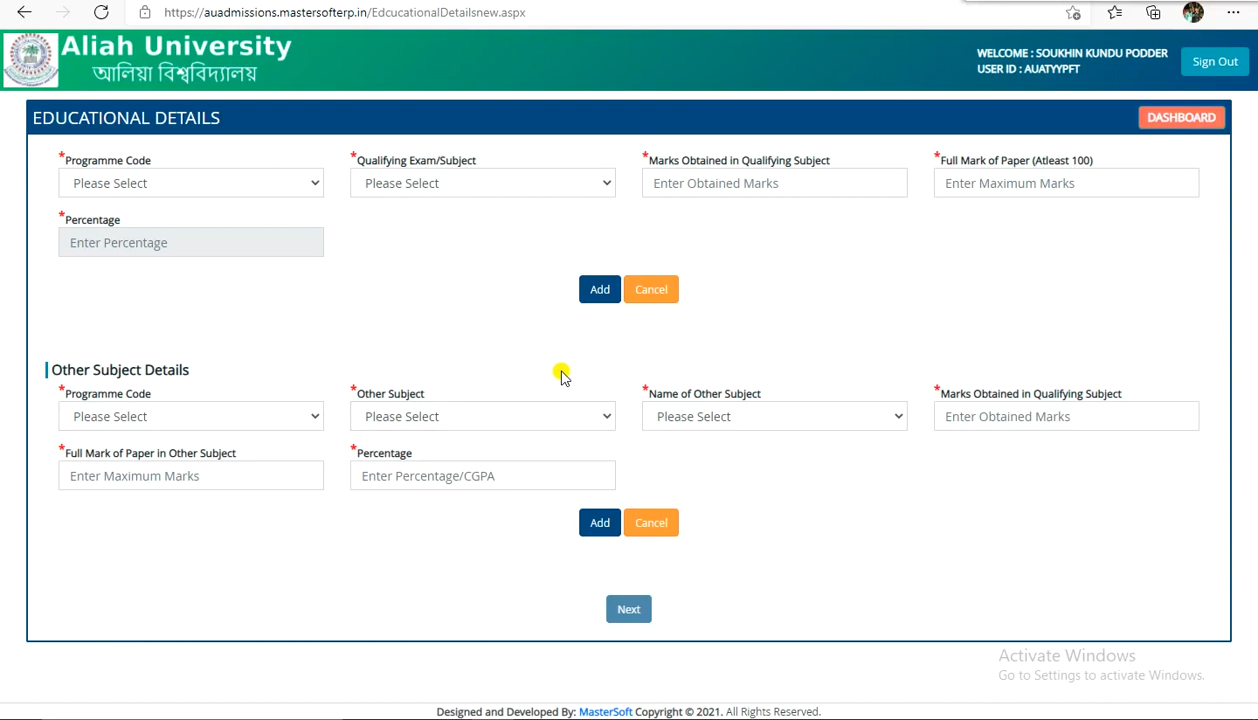 https://auadmissions.mastersofterp.in/EdcucationalDetailsnew.aspx
Aliah University
আলিয়া বিশ্ববিদ্যালয়
WELCOME : SOUKHIN KUNDU PODDER
USER ID : AUATYYPFT
Sign Out
EDUCATIONAL DETAILS
DASHBOARD
*Programme Code
*Qualifying Exam/Subject
*Marks Obtained in Qualifying Subject
*Full Mark of Paper (Atleast 100)
Please Select
Please Select
Enter Obtained Marks
Enter Maximum Marks
*Percentage
Enter Percentage
Add
Cancel
Other Subject Details
*Programme Code
*Other Subject
*Name of Other Subject
*Marks Obtained in Qualifying Subject
Please Select
Please Select
Please Select
Enter Obtained Marks
*Full Mark of Paper in Other Subject
*Percentage
Enter Maximum Marks
Enter Percentage/CGPA
Add
Cancel
Next
Activate Windows
Go to Settings to activate Windows.
Designed and Developed By: MasterSoft Copyright © 2021. All Rights Reserved.